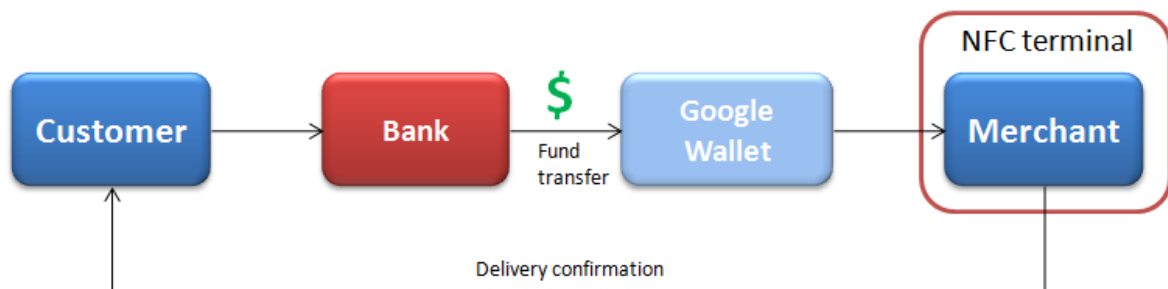 NFC terminal
Customer
Bank
$
Fund
transfer
Google
Wallet
Merchant
Delivery confirmation